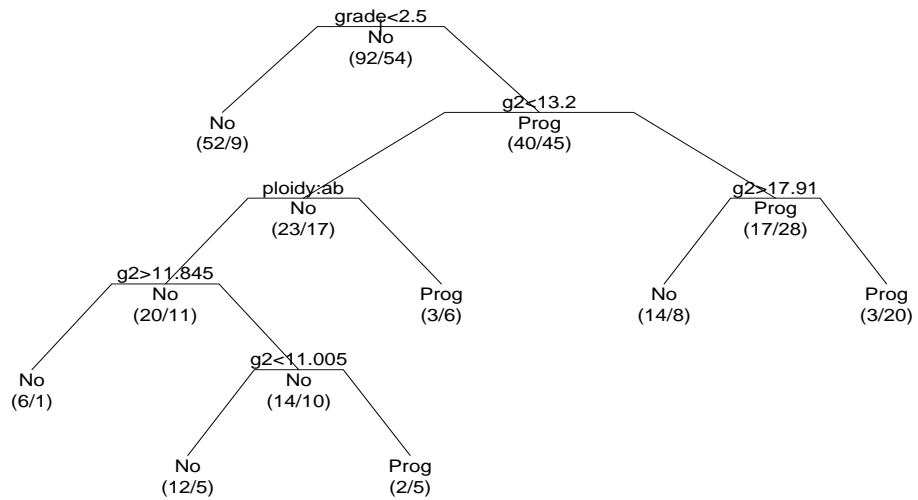 grade<2.5
No
(92/54)
No
(52/9)
g2<13.2
Prog
(40/45)
ploidy:ab
No
(23/17)
g2>17.91
Prog
(17/28)
g2>11.845
No
(20/11)
Prog
(3/6)
No
(14/8)
Prog
(3/20)
No
(6/1)
g2<11.005
No
(14/10)
No
(12/5)
Prog
(2/5)